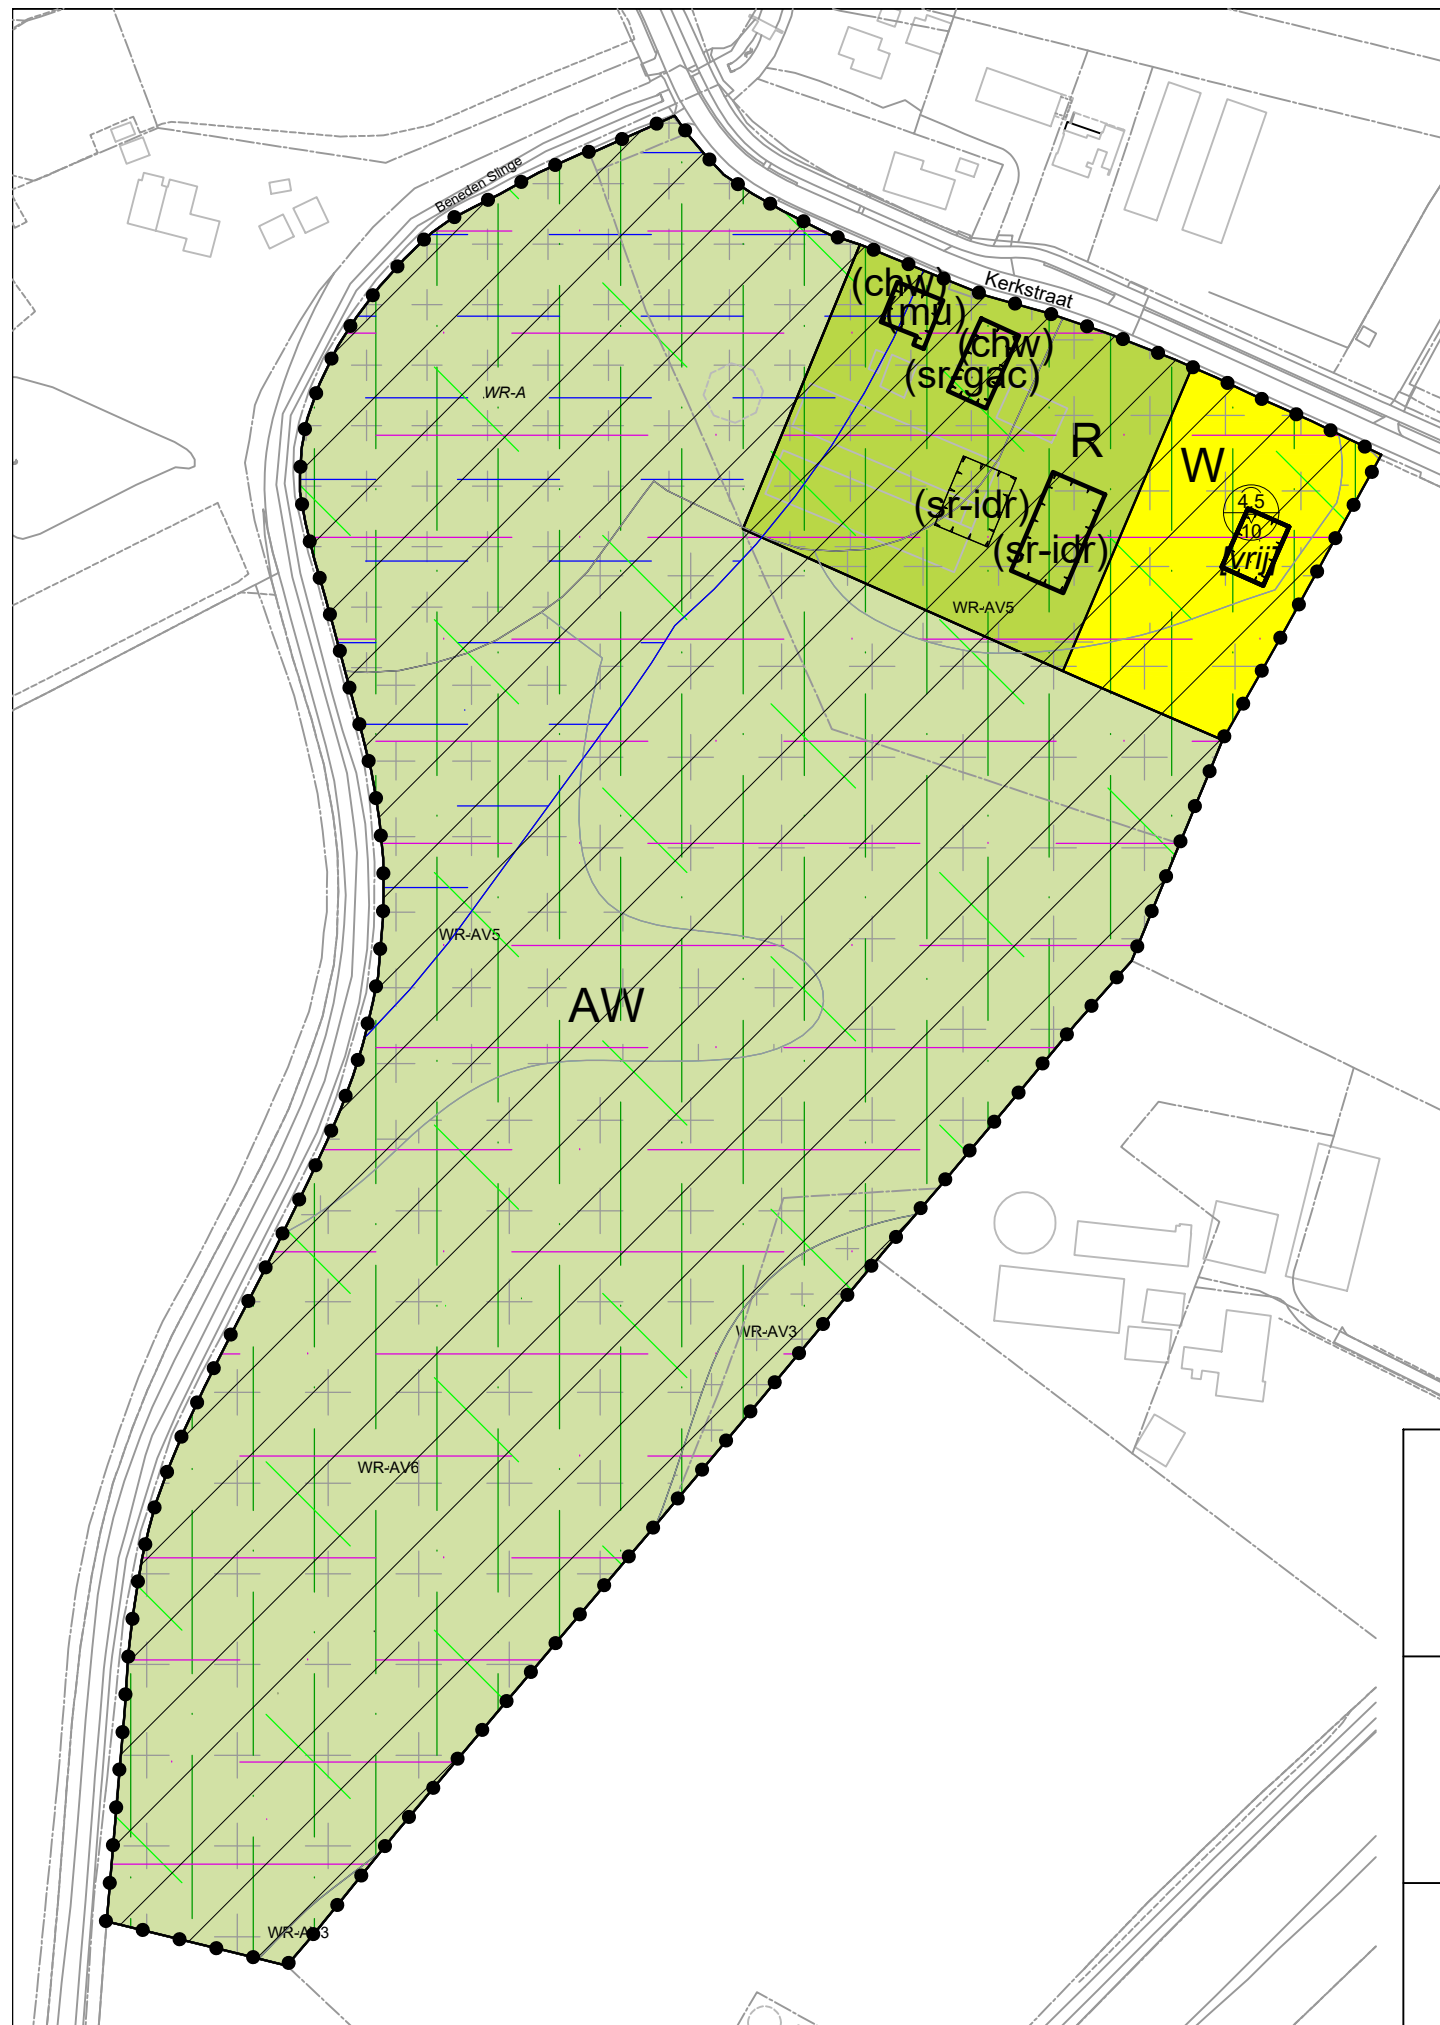 Beneden Slinge
Kerkstraat
(chw)
(mu)
(chw)
(sr-gac)
WR-A
R
W
4,5
10
[vrij]
(sr-idr)
(sr-idr)
WR-AV5
WR-AV5
AW
WR-AV3
WR-AV6
WR-AV3